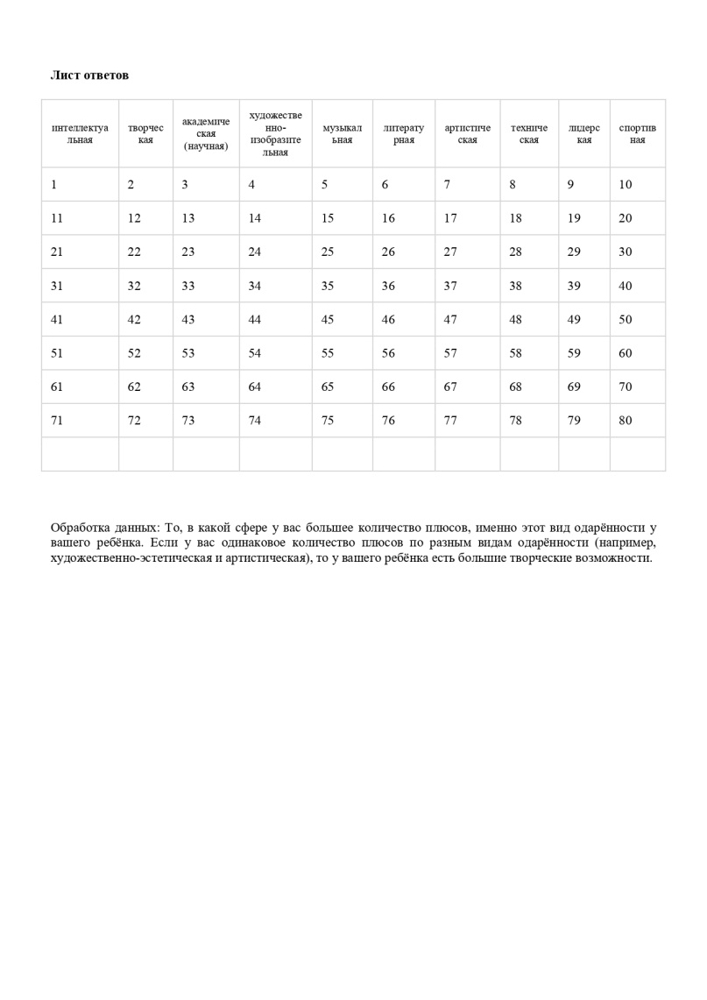 Лист ответов
интеллектуа
льная
творчес
кая
академиче
ская
(научная)
художестве
нно-
изобразите
льная
музыкал
ьная
литерату
рная
артистиче
ская
техниче
ская
лидерс
кая
спортив
ная
1 2 3 4 5 6 7 8 9 10
11 12 13 14 15 16 17 18 19 20
21 22 23 24 25 26 27 28 29 30
31 32 33 34 35 36 37 38 39 40
41 42 43 44 45 46 47 48 49 50
51 52 53 54 55 56 57 58 59 60
61 62 63 64 65 66 67 68 69 70
71 72 73 74 75 76 77 78 79 80
Обработка данных: То, в какой сфере у вас большее количество плюсов, именно этот вид одарённости у
вашего ребёнка. Если у вас одинаковое количество плюсов по разным видам одарённости (например,
художественно-эстетическая и артистическая), то у вашего ребёнка есть большие творческие возможности.